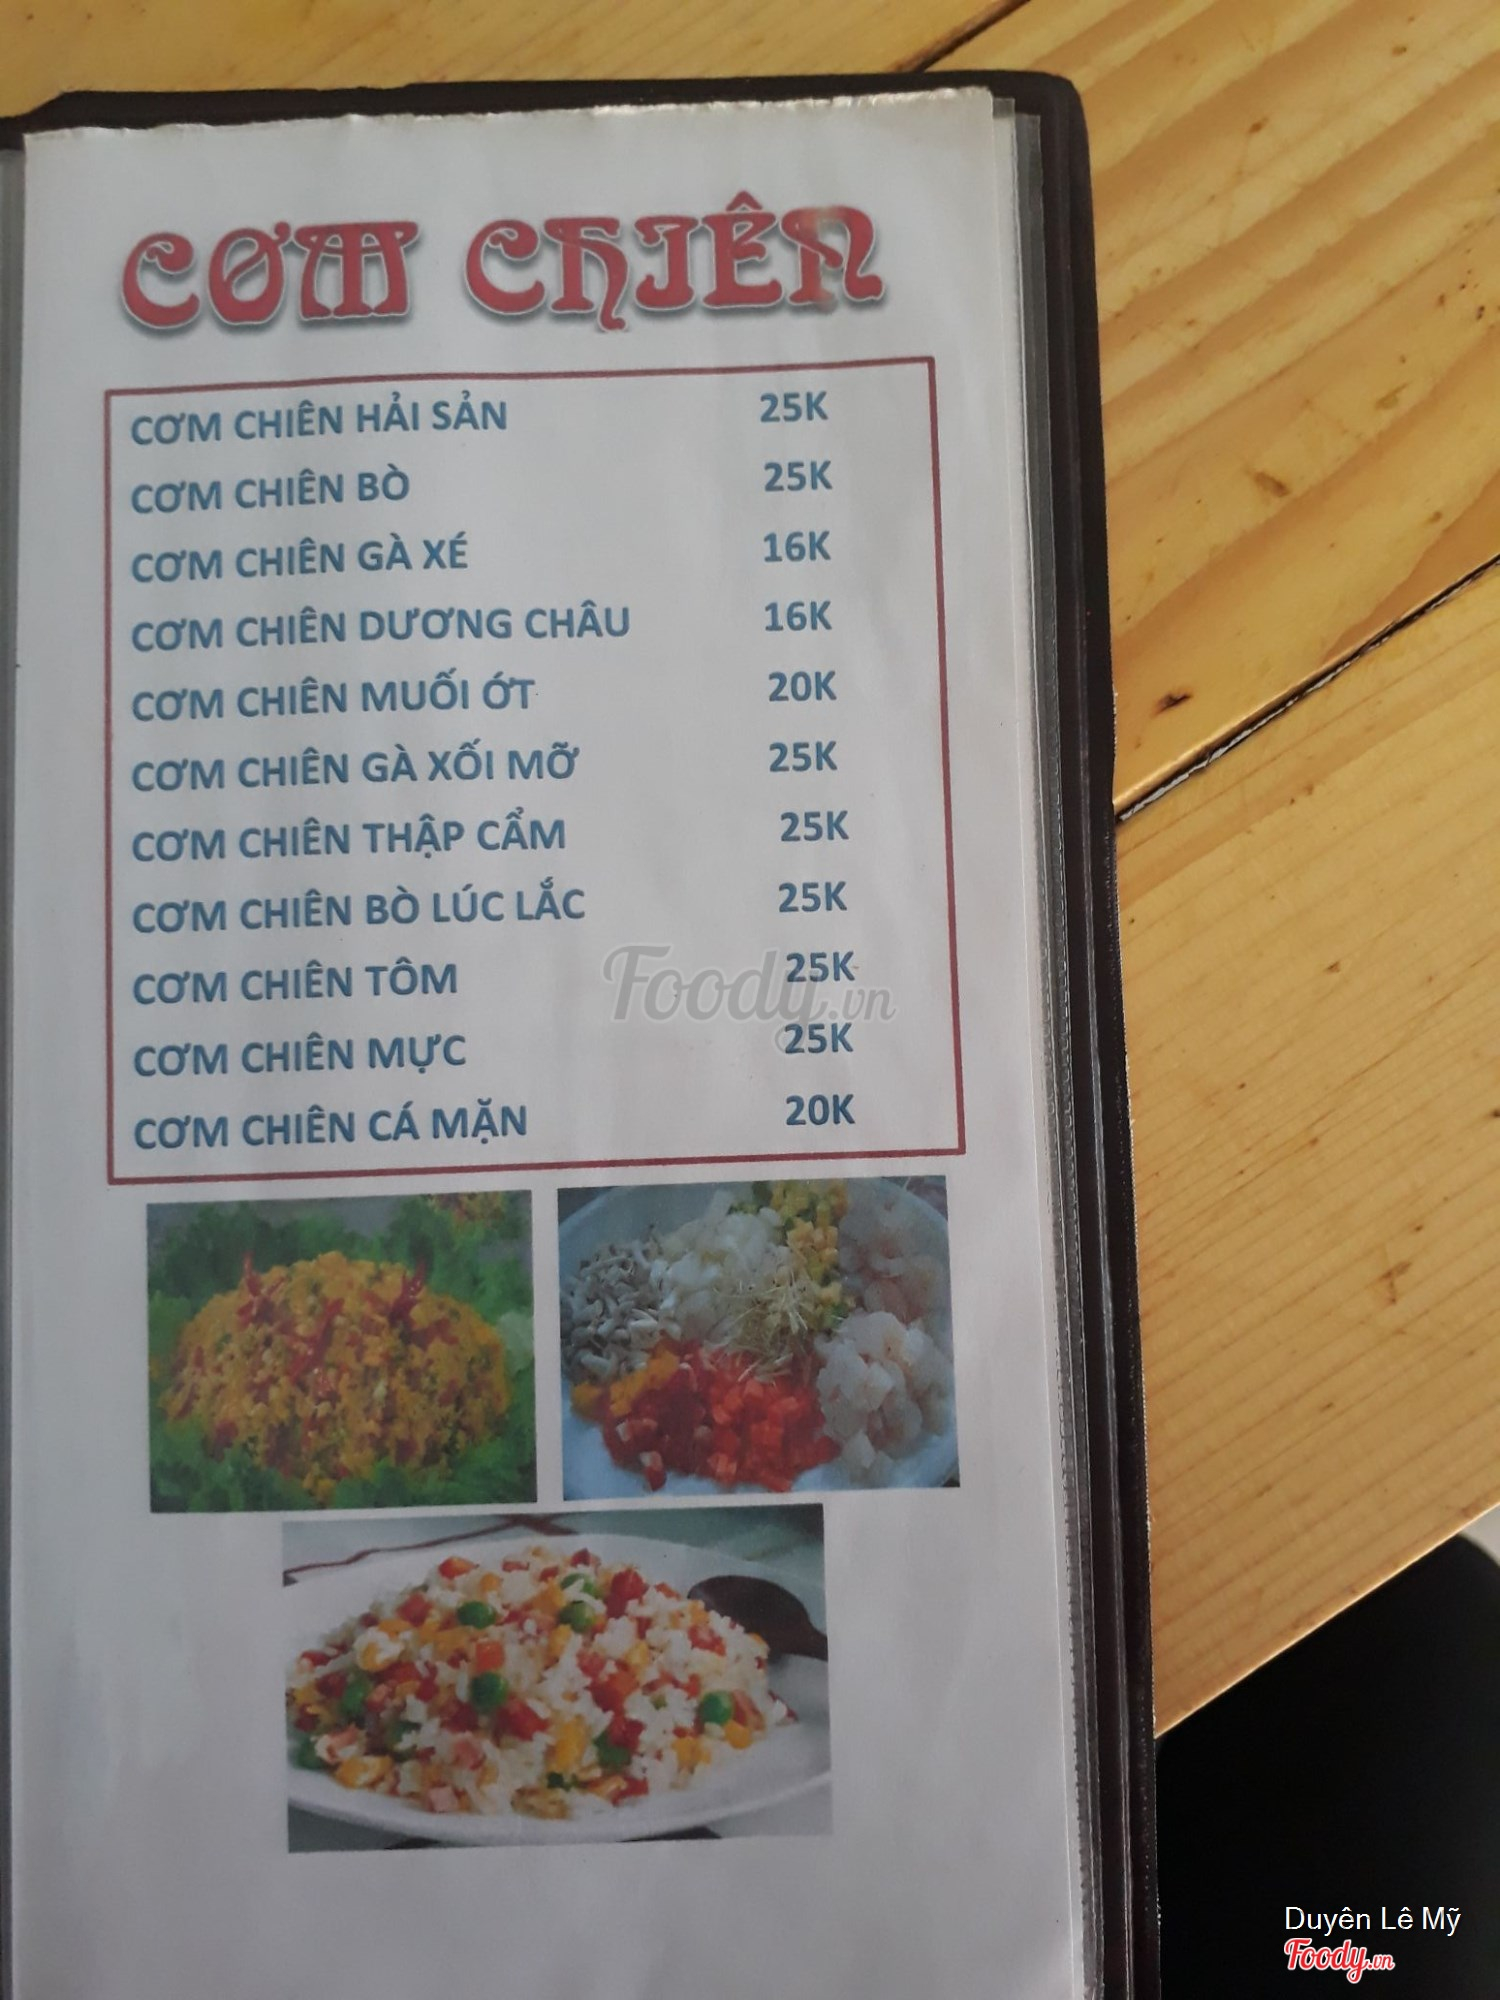 CƠM CHIÊN
CƠM CHIÊN HẢI SẢN 25K
CƠM CHIÊN BÒ 25K
CƠM CHIÊN GÀ XÉ 16K
CƠM CHIÊN DƯƠNG CHÂU 16K
CƠM CHIÊN MUỐI ỚT 20K
CƠM CHIÊN GÀ XỐI MỠ 25K
CƠM CHIÊN THẬP CẨM 25K
CƠM CHIÊN BÒ LÚC LẮC 25K
CƠM CHIÊN TÔM 25K
Foody.vn
CƠM CHIÊN MỰC 25K
CƠM CHIÊN CÁ MẶN 20K
Duyên Lê Mỹ
Foody.vn